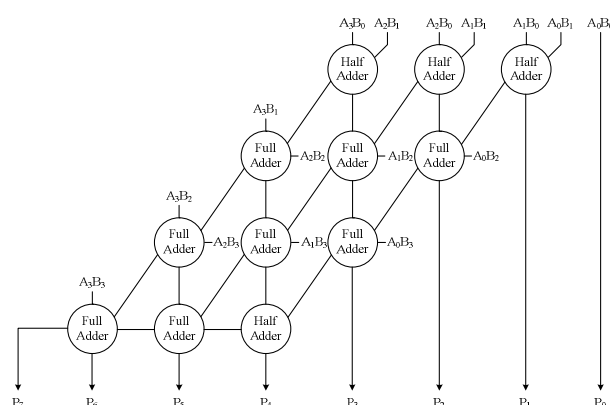 A₃B₀ A₂B₁ A₂B₀ A₁B₁ A₁B₀ A₀B₁
Half Adder Half Adder Half Adder
A₃B₁
Full Adder A₂B₂ Full Adder A₁B₂ Full Adder A₀B₂
A₃B₂
Full Adder A₂B₃ Full Adder A₁B₃ Full Adder A₀B₃
A₃B₃
Full Adder Full Adder Half Adder
P₇ P₆ P₅ P₄ P₃ P₂ P₁ P₀